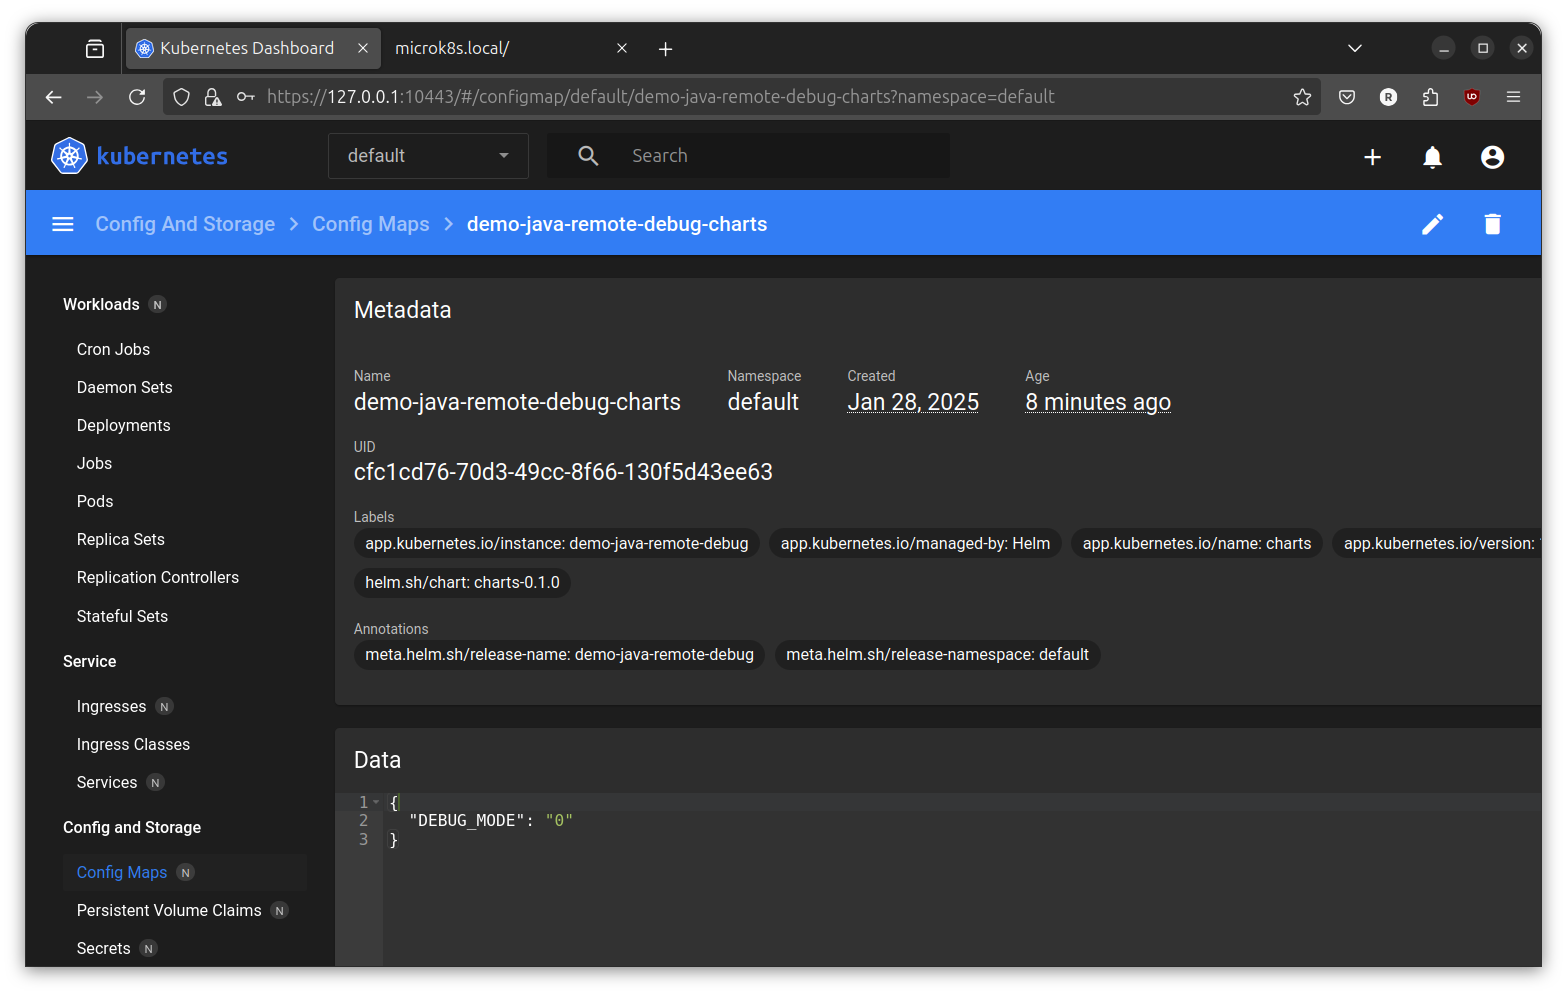 Kubernetes Dashboard
microk8s.local/
https://127.0.0.1:10443/#/configmap/default/demo-java-remote-debug-charts?namespace=default
R
kubernetes
default
Search
Config And Storage
Config Maps
demo-java-remote-debug-charts
Workloads N
Cron Jobs
Daemon Sets
Deployments
Jobs
Pods
Replica Sets
Replication Controllers
Stateful Sets
Service
Ingresses N
Ingress Classes
Services N
Config and Storage
Config Maps N
Persistent Volume Claims N
Secrets N
Metadata
Name
demo-java-remote-debug-charts
Namespace
default
Created
Jan 28, 2025
Age
8 minutes ago
UID
cfc1cd76-70d3-49cc-8f66-130f5d43ee63
Labels
app.kubernetes.io/instance: demo-java-remote-debug
app.kubernetes.io/managed-by: Helm
app.kubernetes.io/name: charts
app.kubernetes.io/version:
helm.sh/chart: charts-0.1.0
Annotations
meta.helm.sh/release-name: demo-java-remote-debug
meta.helm.sh/release-namespace: default
Data
1 {
2 "DEBUG_MODE": "0"
3 }